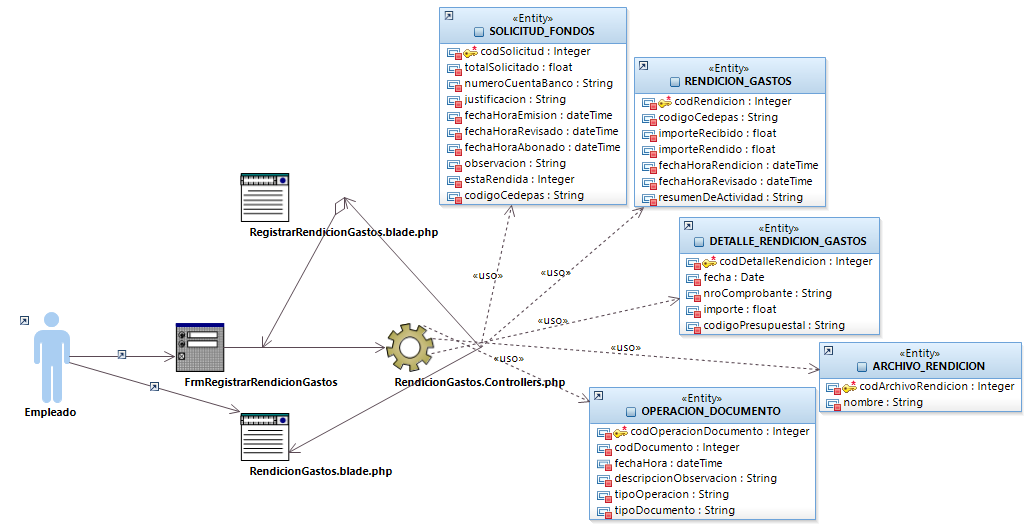 «Entity»
SOLICITUD_FONDOS
codSolicitud : Integer
totalSolicitado : float
numeroCuentaBanco : String
justificacion : String
fechaHoraEmision : dateTime
fechaHoraRevisado : dateTime
fechaHoraAbonado : dateTime
observacion : String
estaRendida : Integer
codigoCedepas : String
«Entity»
RENDICION_GASTOS
codRendicion : Integer
codigoCedepas : String
importeRecibido : float
importeRendido : float
fechaHoraRendicion : dateTime
fechaHoraRevisado : dateTime
resumenDeActividad : String
RegistrarRendicionGastos.blade.php
«Entity»
DETALLE_RENDICION_GASTOS
codDetalleRendicion : Integer
fecha : Date
nroComprobante : String
importe : float
codigoPresupuestal : String
«uso»
«uso»
«uso»
«uso»
«uso»
Empleado
FrmRegistrarRendicionGastos
RendicionGastos.Controllers.php
«Entity»
ARCHIVO_RENDICION
codArchivoRendicion : Integer
nombre : String
RendicionGastos.blade.php
«Entity»
OPERACION_DOCUMENTO
codOperacionDocumento : Integer
codDocumento : Integer
fechaHora : dateTime
descripcionObservacion : String
tipoOperacion : String
tipoDocumento : String